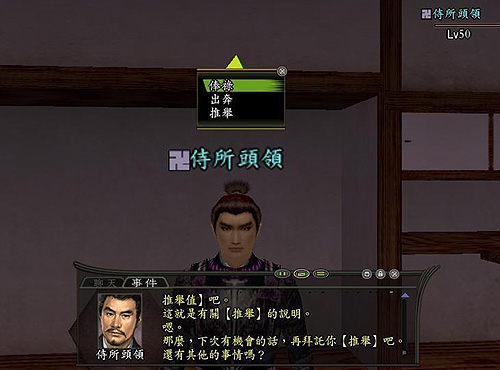 卍侍所頭領
Lv50
俸祿
出奔
推舉
卍侍所頭領
聊天 事件
推舉值】吧。
這就是有關【推舉】的說明。
嗯。
那麼,下次有機會的話,再拜託你【推舉】吧。
還有其他的事情嗎?
侍所頭領